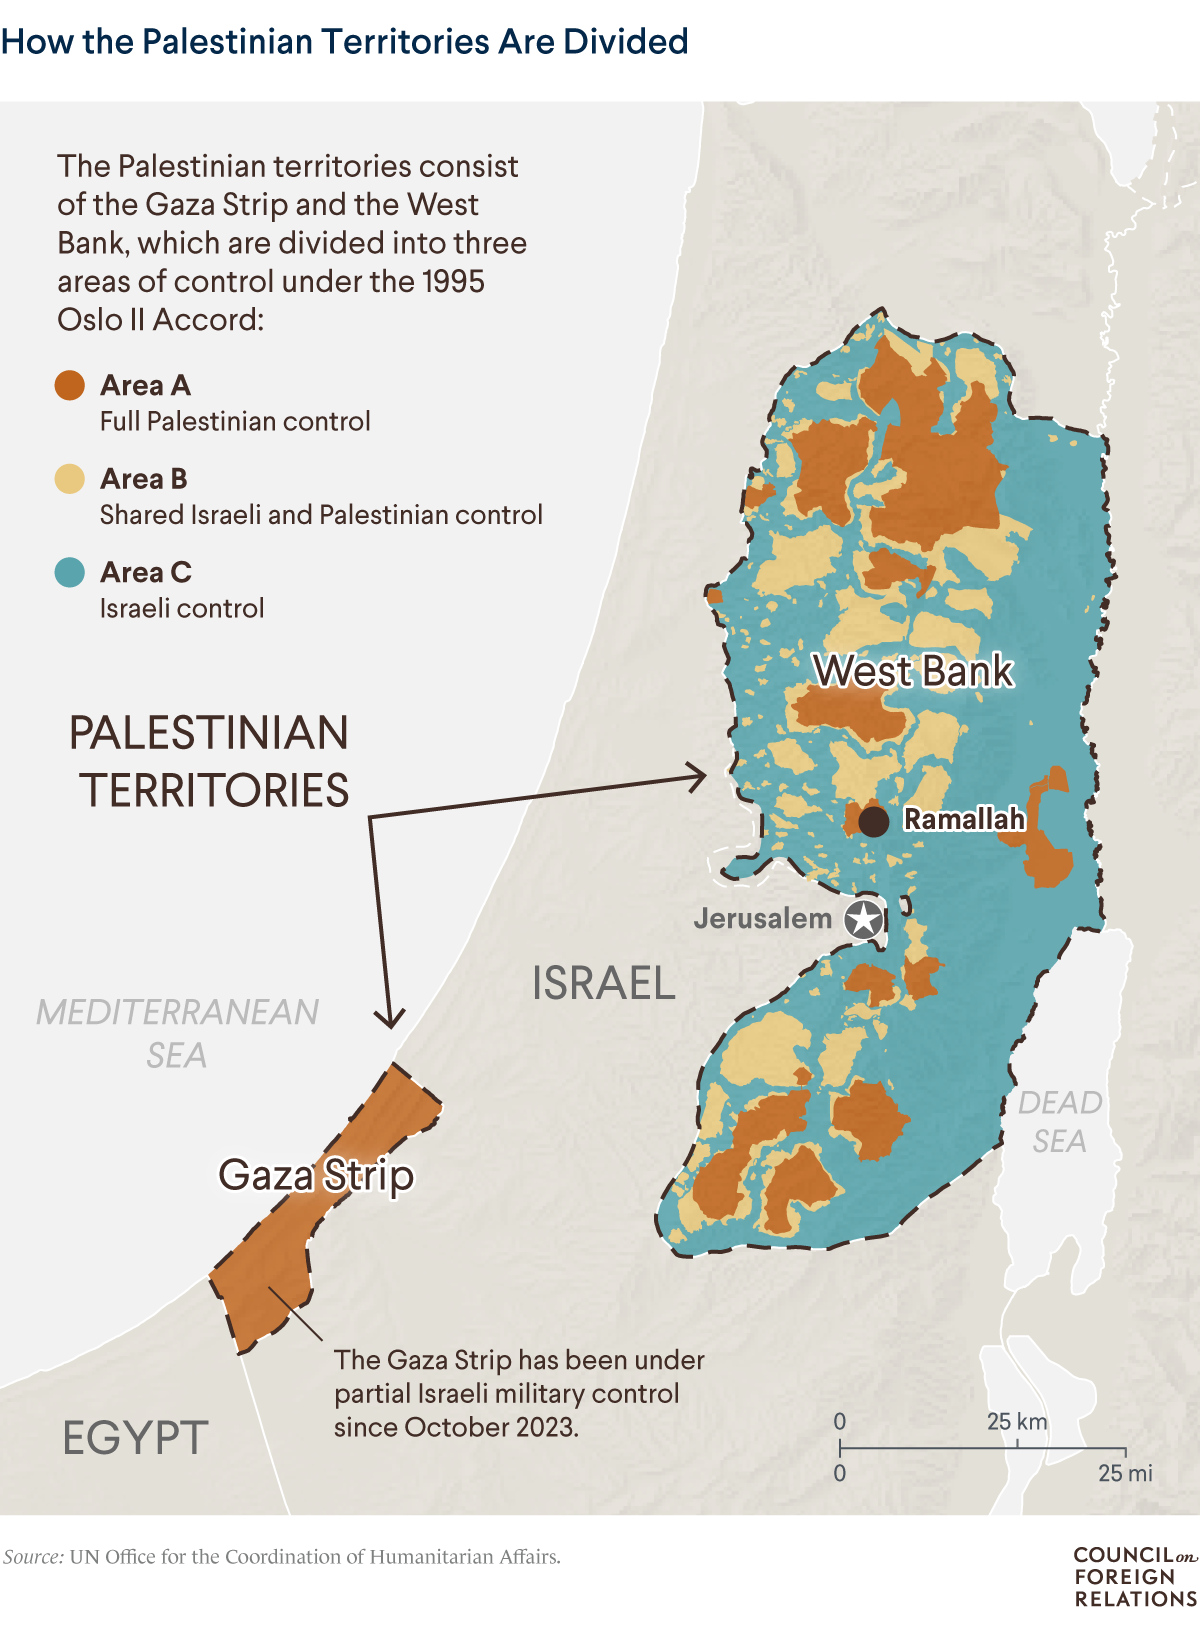 How the Palestinian Territories Are Divided
The Palestinian territories consist
of the Gaza Strip and the West
Bank, which are divided into three
areas of control under the 1995
Oslo II Accord:
Area A
Full Palestinian control
Area B
Shared Israeli and Palestinian control
Area C
Israeli control
PALESTINIAN
TERRITORIES
West Bank
Ramallah
Jerusalem
ISRAEL
MEDITERRANEAN
SEA
DEAD
SEA
Gaza Strip
The Gaza Strip has been under
partial Israeli military control
since October 2023.
EGYPT
0 25 km
0 25 mi
Source: UN Office for the Coordination of Humanitarian Affairs.
COUNCIL on
FOREIGN
RELATIONS